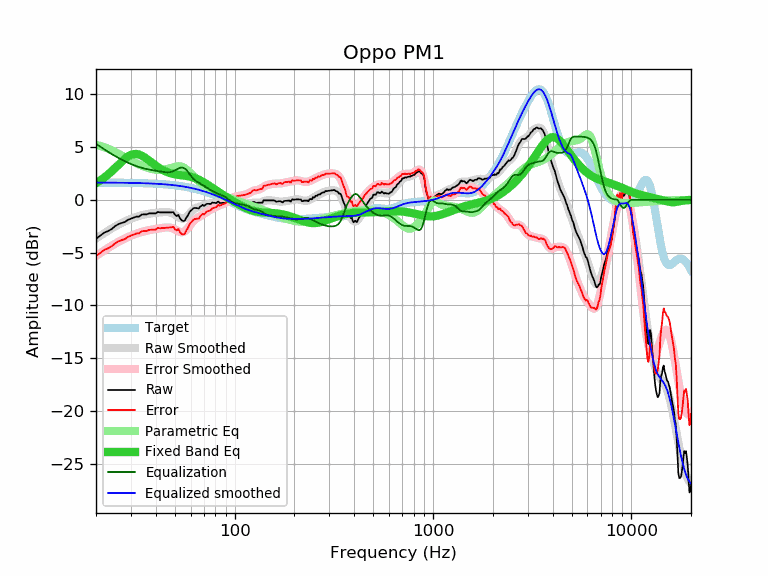 Oppo PM1
Amplitude (dBr)
10
5
0
−5
−10
−15
−20
−25
Target
Raw Smoothed
Error Smoothed
Raw
Error
Parametric Eq
Fixed Band Eq
Equalization
Equalized smoothed
100 1000 10000
Frequency (Hz)